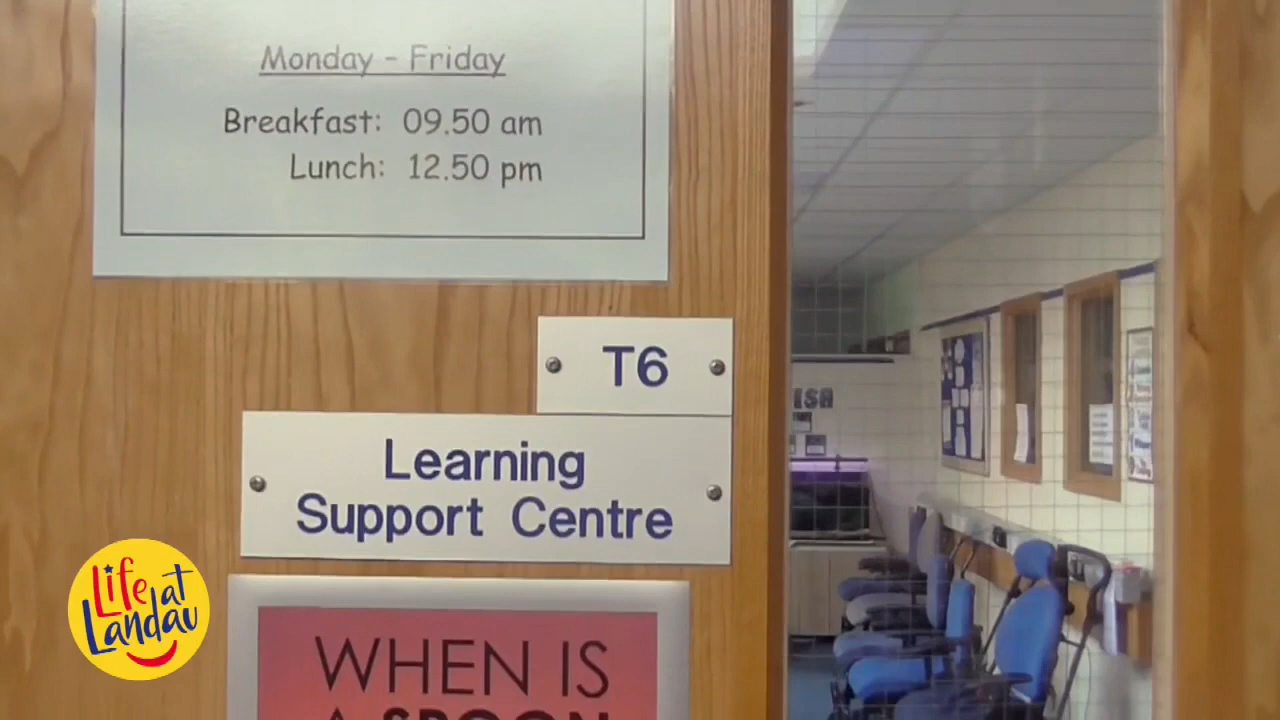 Monday - Friday
Breakfast: 09.50 am
Lunch: 12.50 pm
T6
Learning
Support Centre
Life at
Landau
WHEN IS
A SPOON